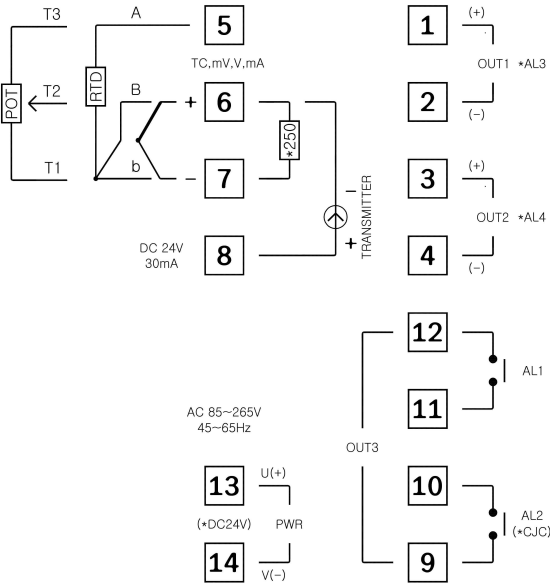 T3
A
5
1
(+)
TC,mV,V,mA
OUT1 *AL3
POT
T2
RTD
B
+
6
2
(-)
*250
T1
b
-
7
3
(+)
-
TRANSMITTER
OUT2 *AL4
DC 24V
30mA
8
+
4
(-)
12
AL1
11
AC 85~265V
45~65Hz
OUT3
13
U(+)
10
(*DC24V)
PWR
AL2
(*CJC)
14
V(-)
9